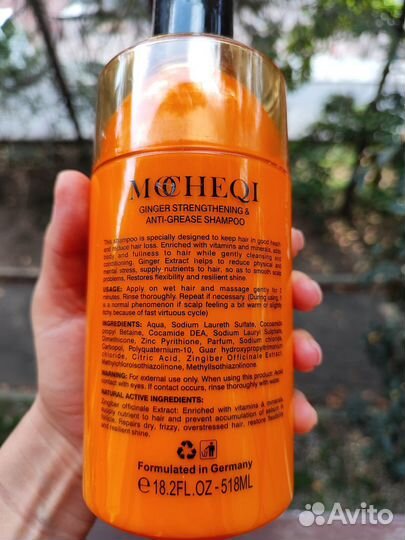 MOCHEQI
GINGER STRENGTHENING &
ANTI-GREASE SHAMPOO
This shampoo is specially designed to keep hair in good health
and reduce hair loss. Enriched with vitamins and minerals, adds
body and fullness to hair while gently cleansing and
conditioning. Ginger Extract helps to reduce physical and
mental stress, supply nutrients to hair, so as to smooth scalp
problems. Restores flexibility and resilient shine.
USAGE: Apply on wet hair and massage gently for 2
minutes. Rinse thoroughly. Repeat if necessary. (During using, it
is a normal phenomenon if scalp feeling a bit warm or slightly
itchy because of fast virtuous cycle)
INGREDIENTS: Aqua, Sodium Laureth Sulfate, Cocamido
propyl Betaine, Cocamide DEA, Sodium Lauryl Sulphate,
Dimethicone, Zinc Pyrithione, Parfum, Sodium chloride,
Carbopol, Polyquaternium-10, Guar hydroxypropyltrimonium
chloride, Citric Acid, Zingiber Officinale Extract,
Methylchloroisothiazolinone, Methylisothiazolinone.
WARNING: For external use only. When using this product, Avoid
contact with eyes. If contact occurs, rinse thoroughly with water.
NATURAL ACTIVE INGREDIENTS:
Zingiber officinale Extract: Enriched with vitamins & minerals,
supply nutrient to hair and prevent accumulation of sebum in
follicle. Repairs dry, frizzy, overstressed hair, restore flexibility
and resilient shine.
Formulated in Germany
℮ 18.2FL.OZ - 518ML
Avito